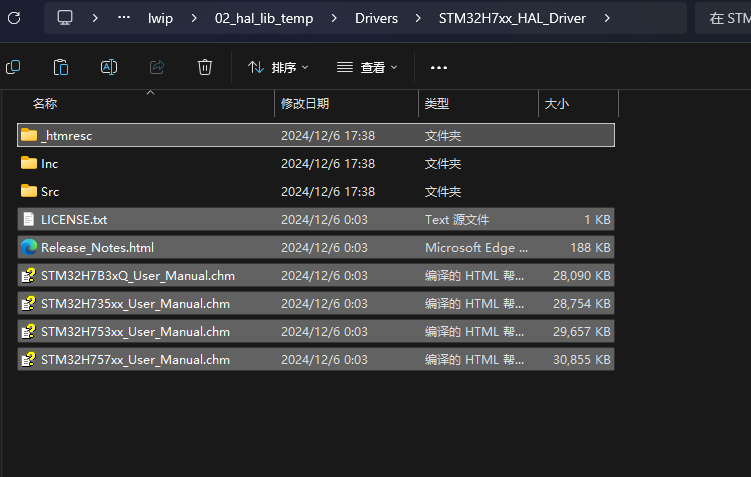 lwip 02_hal_lib_temp Drivers STM32H7xx_HAL_Driver 在 STM
排序 查看
名称 修改日期 类型 大小
_htmresc 2024/12/6 17:38 文件夹
Inc 2024/12/6 17:38 文件夹
Src 2024/12/6 17:38 文件夹
LICENSE.txt 2024/12/6 0:03 Text 源文件 1 KB
Release_Notes.html 2024/12/6 0:03 Microsoft Edge ... 188 KB
STM32H7B3xQ_User_Manual.chm 2024/12/6 0:03 编译的 HTML 帮... 28,090 KB
STM32H735xx_User_Manual.chm 2024/12/6 0:03 编译的 HTML 帮... 28,754 KB
STM32H753xx_User_Manual.chm 2024/12/6 0:03 编译的 HTML 帮... 29,657 KB
STM32H757xx_User_Manual.chm 2024/12/6 0:03 编译的 HTML 帮... 30,855 KB